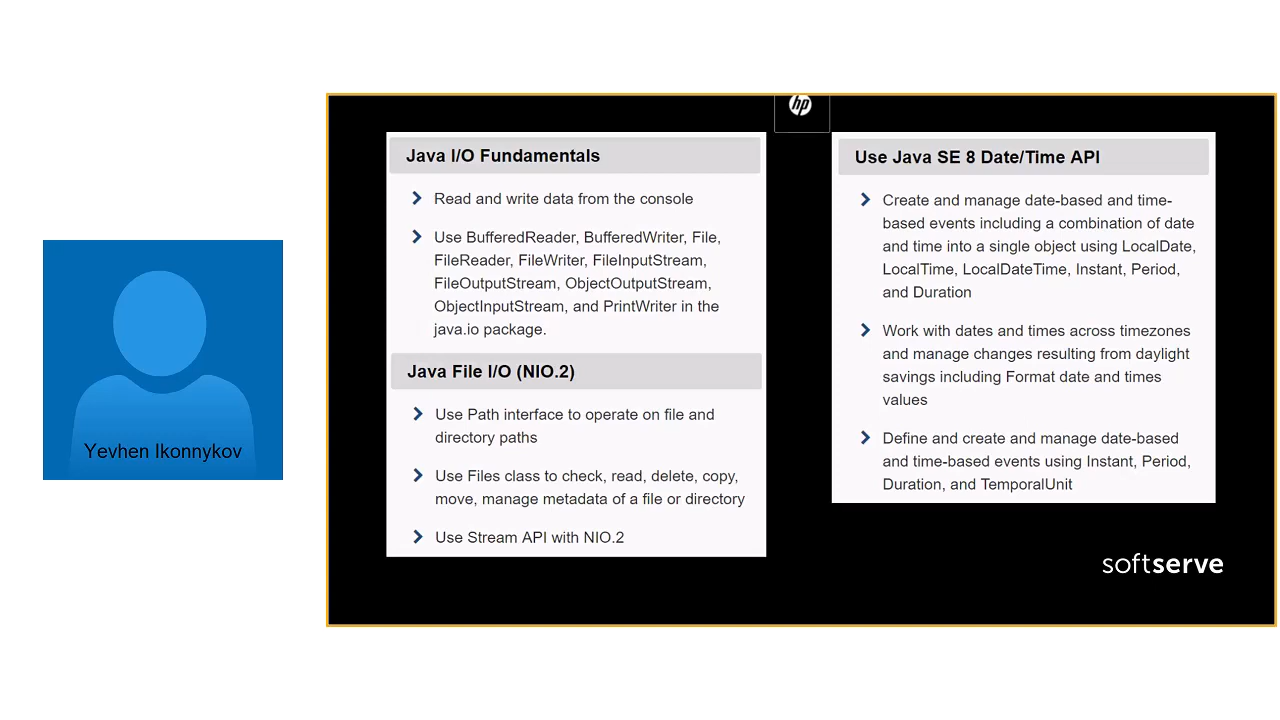 Yevhen Ikonnykov
hp
Java I/O Fundamentals
Read and write data from the console
Use BufferedReader, BufferedWriter, File,
FileReader, FileWriter, FileInputStream,
FileOutputStream, ObjectOutputStream,
ObjectInputStream, and PrintWriter in the
java.io package.
Java File I/O (NIO.2)
Use Path interface to operate on file and
directory paths
Use Files class to check, read, delete, copy,
move, manage metadata of a file or directory
Use Stream API with NIO.2
Use Java SE 8 Date/Time API
Create and manage date-based and time-
based events including a combination of date
and time into a single object using LocalDate,
LocalTime, LocalDateTime, Instant, Period,
and Duration
Work with dates and times across timezones
and manage changes resulting from daylight
savings including Format date and times
values
Define and create and manage date-based
and time-based events using Instant, Period,
Duration, and TemporalUnit
softserve